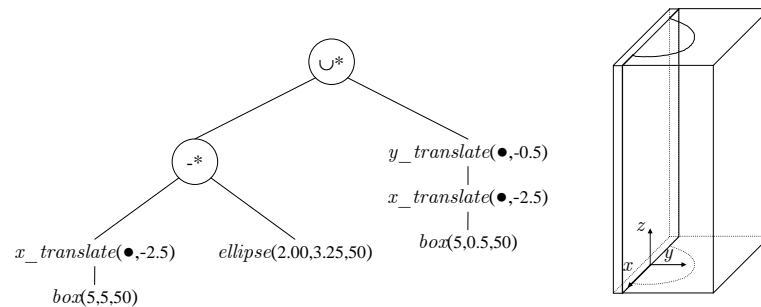 ∪*
y_translate(●,-0.5)
-*
x_translate(●,-2.5)
x_translate(●,-2.5)
ellipse(2.00,3.25,50)
box(5,0.5,50)
box(5,5,50)
z
x
y